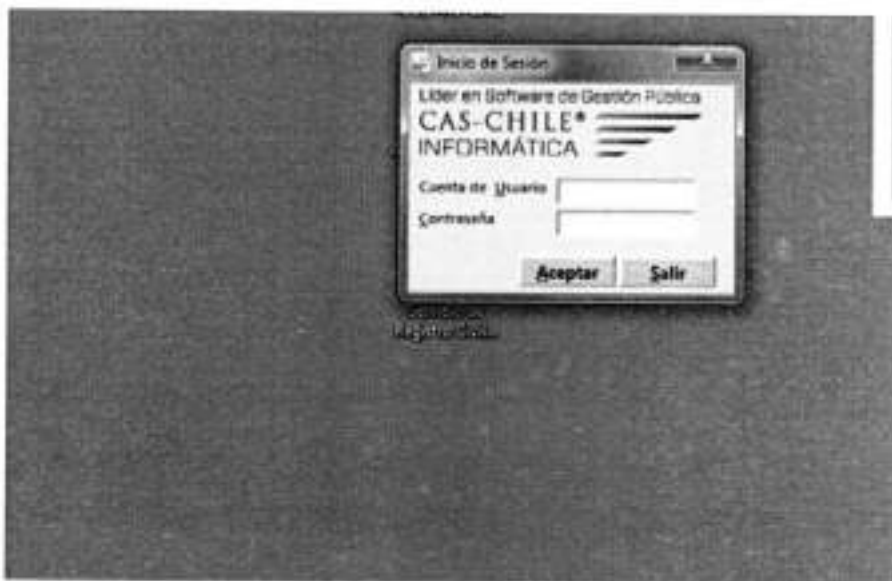 Inicio de Sesión
Líder en Software de Gestión Pública
CAS-CHILE®
INFORMÁTICA
Cuenta de Usuario
Contraseña
Aceptar Salir